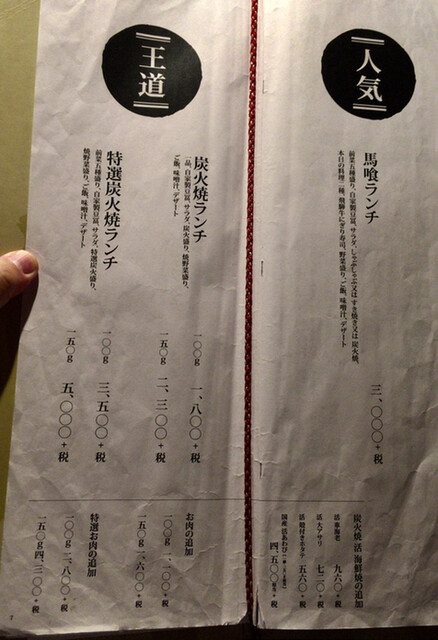 人気
馬喰ランチ
前菜五種盛り、自家製豆冨、サラダ、しゃぶしゃぶ又はすき焼き又は炭火焼、
本日の料理一種、飛騨牛にぎり寿司、野菜盛り、ご飯、味噌汁、デザート
三、〇〇〇+税
炭火焼 活 海鮮焼の追加
活車海老 九六〇+税
活大アサリ 七二〇+税
活殻付きホタテ 五六〇+税
国産 活あわび 四、五〇〇+税
王道
炭火焼ランチ
一品、自家製豆冨、サラダ、炭火盛り、焼野菜盛り、
ご飯、味噌汁、デザート
一〇〇g 一、八〇〇+税
一五〇g 二、三〇〇+税
特選炭火焼ランチ
前菜五種盛り、自家製豆冨、サラダ、特選炭火盛り、
焼野菜盛り、ご飯、味噌汁、デザート
一〇〇g 三、五〇〇+税
一五〇g 五、〇〇〇+税
お肉の追加
一〇〇g 一、一〇〇+税
一五〇g 一、六〇〇+税
特選お肉の追加
一〇〇g 二、八〇〇+税
一五〇g 四、三〇〇+税
7